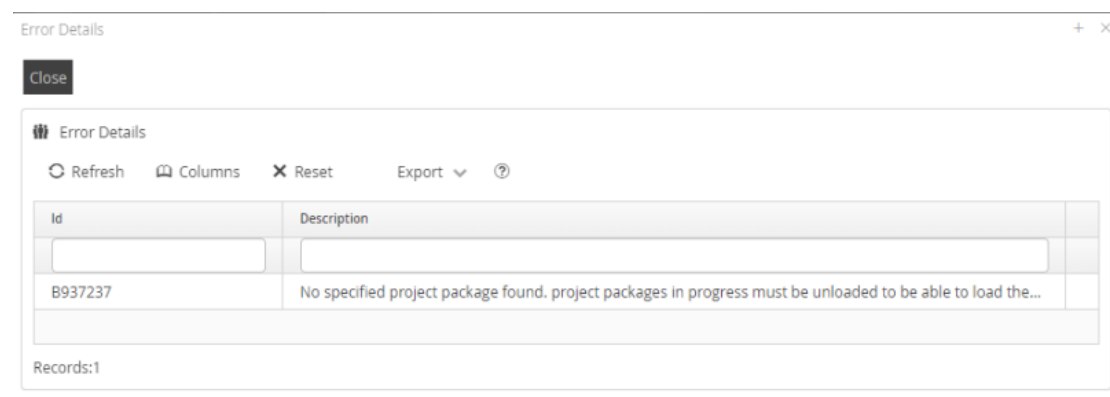 Error Details
Close
Error Details
Refresh Columns Reset Export
Id Description
B937237 No specified project package found. project packages in progress must be unloaded to be able to load the...
Records:1